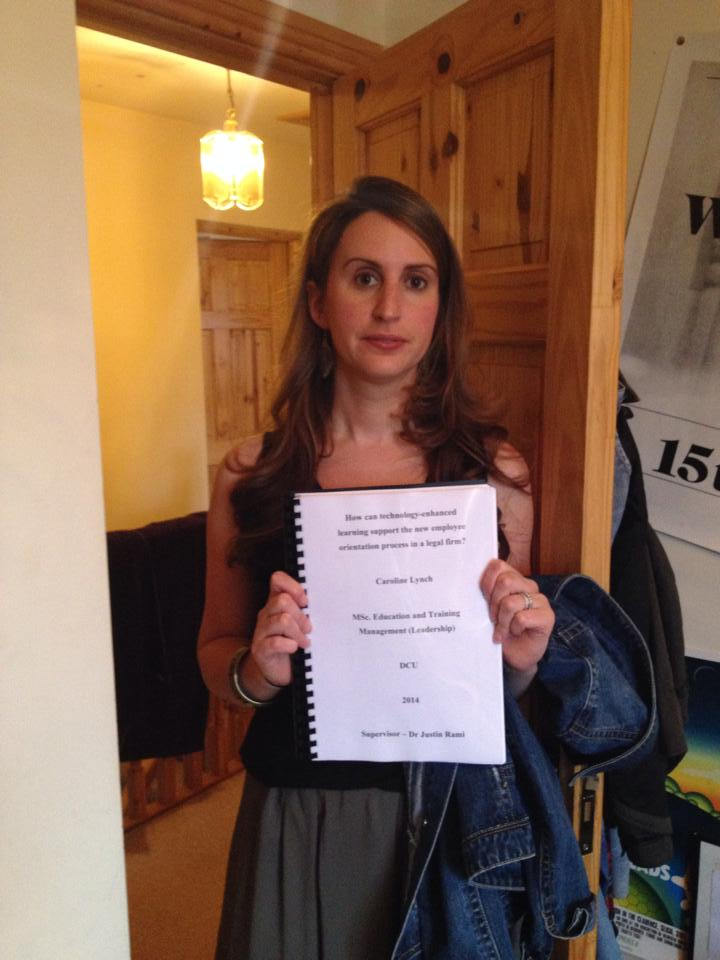 How can technology-enhanced
learning support the new employee
orientation process in a legal firm?
Caroline Lynch
MSc. Education and Training
Management (Leadership)
DCU
2014
Supervisor – Dr Justin Rami
W
15t
ADS